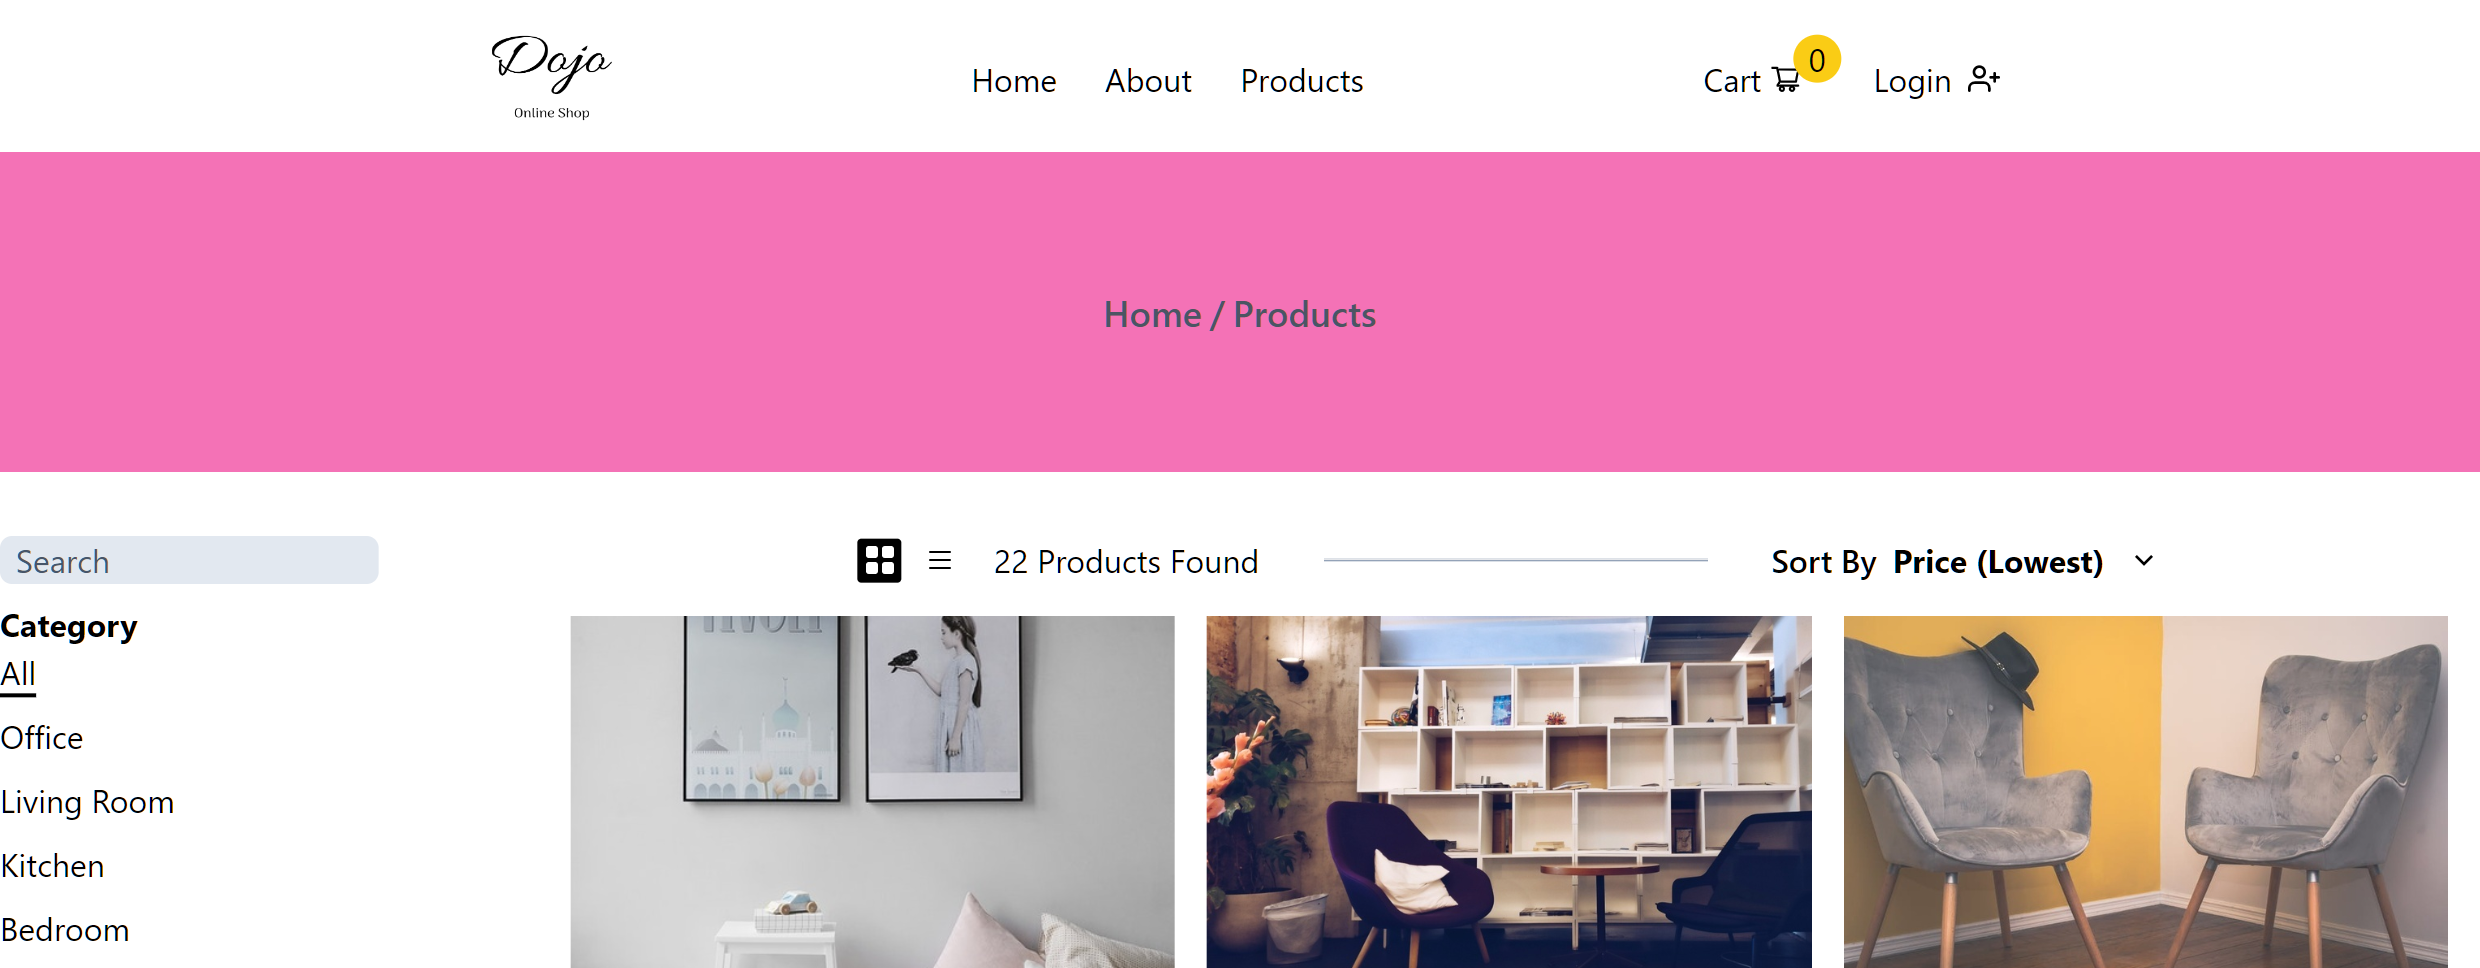 Dojo
Online Shop
Home About Products
Cart 0 Login
Home / Products
Search
22 Products Found
Sort By Price (Lowest)
Category
All
Office
Living Room
Kitchen
Bedroom
TIVOLI